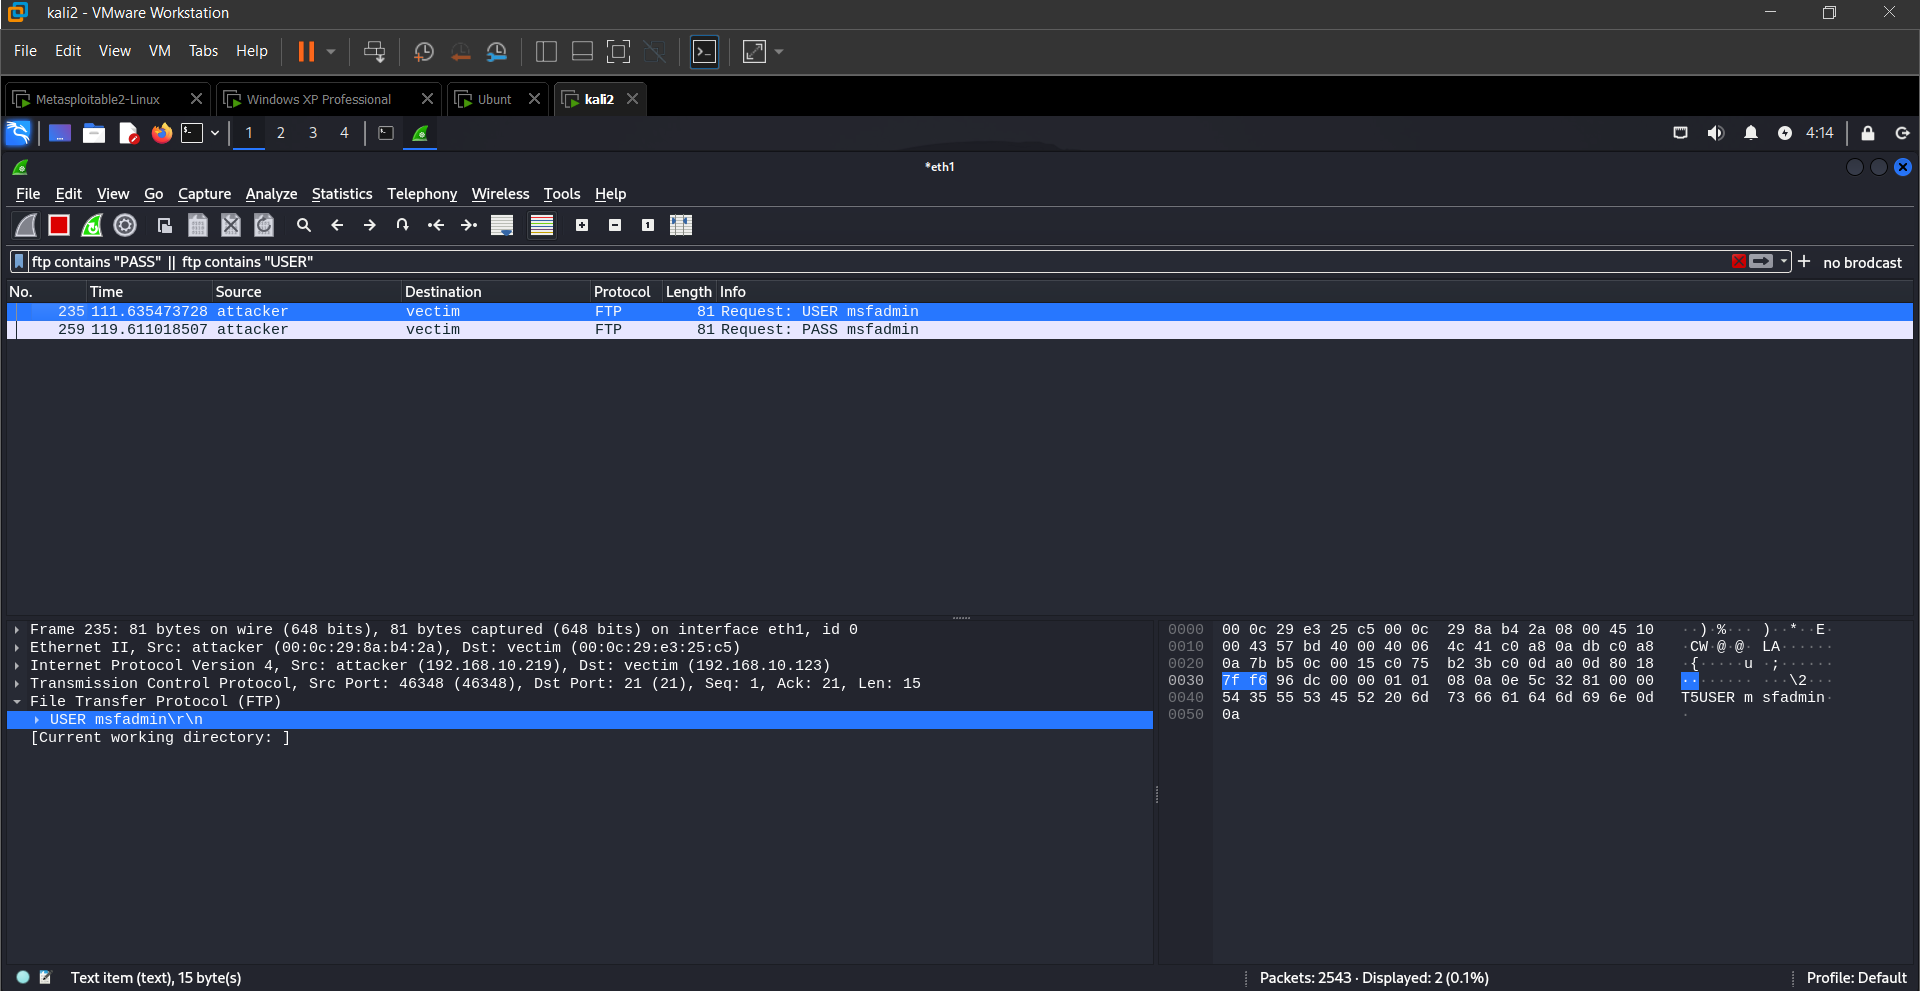 kali2 - VMware Workstation
File Edit View VM Tabs Help
Metasploitable2-Linux Windows XP Professional Ubunt kali2
1 2 3 4 4:14
*eth1
File Edit View Go Capture Analyze Statistics Telephony Wireless Tools Help
ftp contains "PASS" || ftp contains "USER" no brodcast
No. Time Source Destination Protocol Length Info
235 111.635473728 attacker vectim FTP 81 Request: USER msfadmin
259 119.611018507 attacker vectim FTP 81 Request: PASS msfadmin
Frame 235: 81 bytes on wire (648 bits), 81 bytes captured (648 bits) on interface eth1, id 0
Ethernet II, Src: attacker (00:0c:29:8a:b4:2a), Dst: vectim (00:0c:29:e3:25:c5)
Internet Protocol Version 4, Src: attacker (192.168.10.219), Dst: vectim (192.168.10.123)
Transmission Control Protocol, Src Port: 46348 (46348), Dst Port: 21 (21), Seq: 1, Ack: 21, Len: 15
File Transfer Protocol (FTP)
USER msfadmin\r\n
[Current working directory: ]
0000 00 0c 29 e3 25 c5 00 0c 29 8a b4 2a 08 00 45 10 ··)·%··· )··*··E·
0010 00 43 57 bd 40 00 40 06 4c 41 c0 a8 0a db c0 a8 ·CW·@·@· LA······
0020 0a 7b b5 0c 00 15 c0 75 b2 3b c0 0d a0 0d 80 18 ·{·····u ·;······
0030 7f f6 96 dc 00 00 01 01 08 0a 0e 5c 32 81 00 00 ········ ···\2···
0040 54 35 55 53 45 52 20 6d 73 66 61 64 6d 69 6e 0d T5USER m sfadmin·
0050 0a ·
Text item (text), 15 byte(s) Packets: 2543 · Displayed: 2 (0.1%) Profile: Default